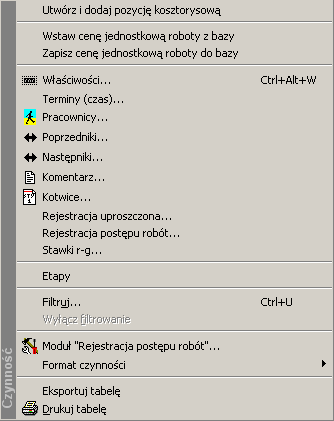 Utwórz i dodaj pozycję kosztorysową
Wstaw cenę jednostkową roboty z bazy
Zapisz cenę jednostkową roboty do bazy
Właściwości... Ctrl+Alt+W
Terminy (czas)...
Pracownicy...
Poprzedniki...
Następniki...
Komentarz...
Kotwice...
Rejestracja uproszczona...
Rejestracja postępu robót...
Stawki r-g...
Etapy
Filtruj... Ctrl+U
Wyłącz filtrowanie
Moduł "Rejestracja postępu robót"...
Format czynności
Eksportuj tabelę
Drukuj tabelę
Czynność